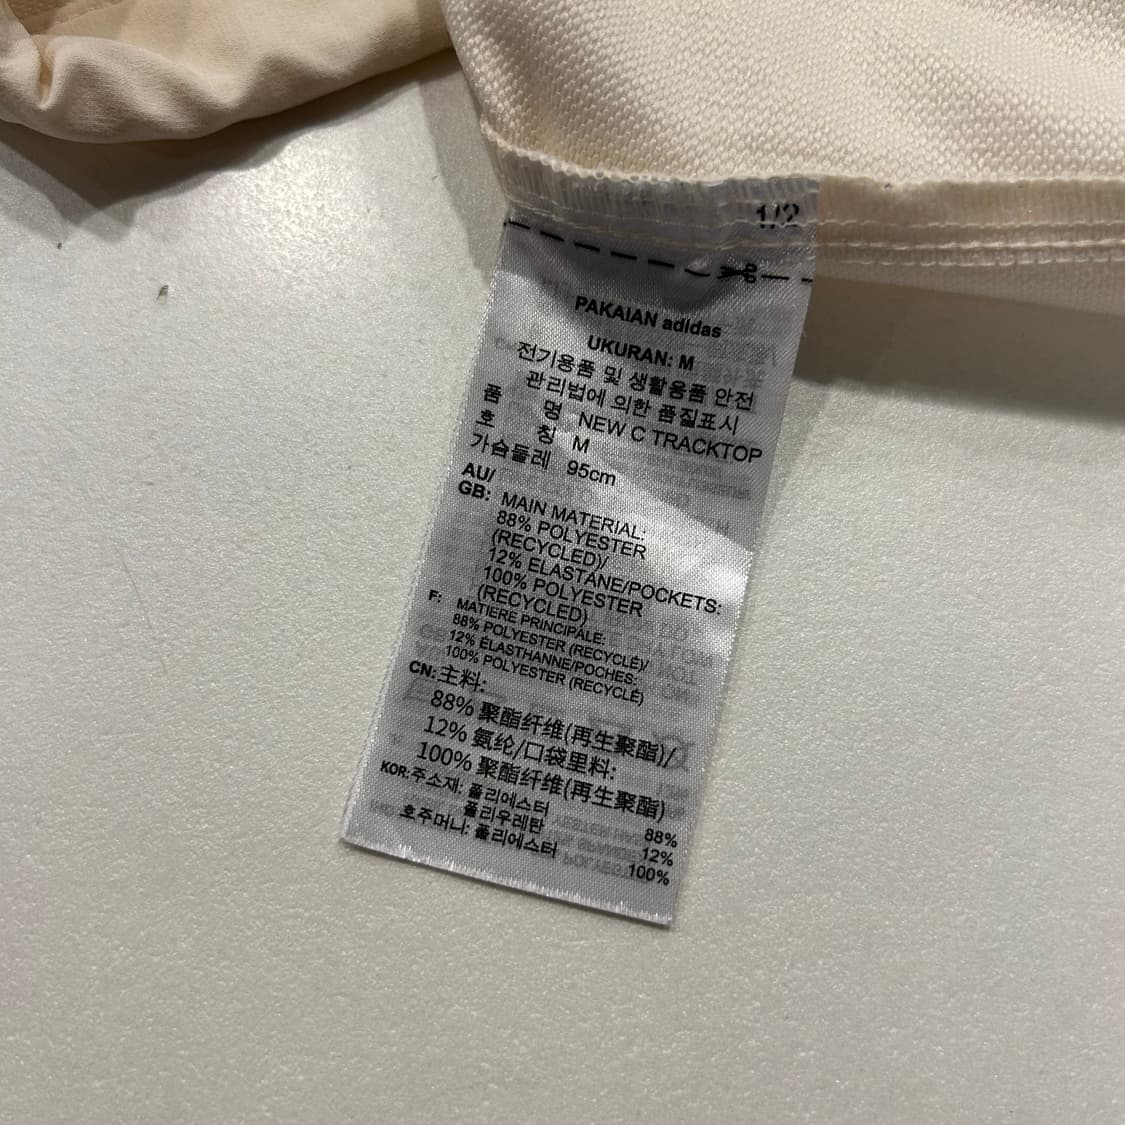 1/2
PAKAIAN adidas
UKURAN: M
전기용품 및 생활용품 안전
관리법에 의한 품질표시
품 명 NEW C TRACKTOP
호 칭 M
가슴둘레 95cm
AU/
GB: MAIN MATERIAL:
88% POLYESTER
(RECYCLED)/
12% ELASTANE/POCKETS:
100% POLYESTER
(RECYCLED)
F: MATIERE PRINCIPALE:
88% POLYESTER (RECYCLÉ)/
12% ÉLASTHANNE/POCHES:
100% POLYESTER (RECYCLÉ)
CN: 主料:
88% 聚酯纤维(再生聚酯)/
12% 氨纶/口袋里料:
100% 聚酯纤维(再生聚酯)
KOR: 주소재: 폴리에스터 88%
폴리우레탄 12%
호주머니: 폴리에스터 100%